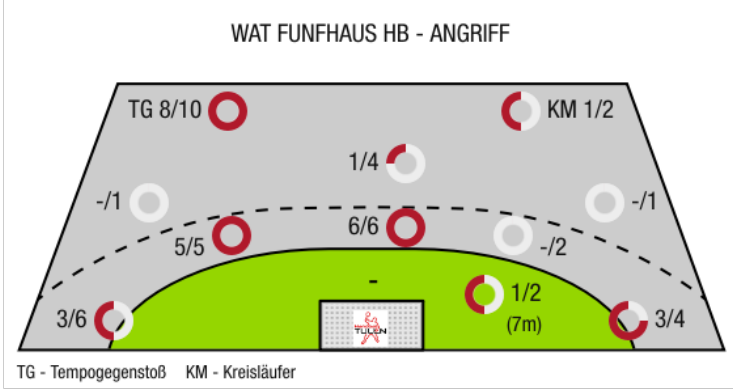 WAT FUNFHAUS HB - ANGRIFF
TG 8/10
KM 1/2
1/4
-/1
-/1
6/6
5/5
-/2
-
1/2
(7m)
3/6
3/4
TULEN
TG - Tempogegenstoß KM - Kreisläufer